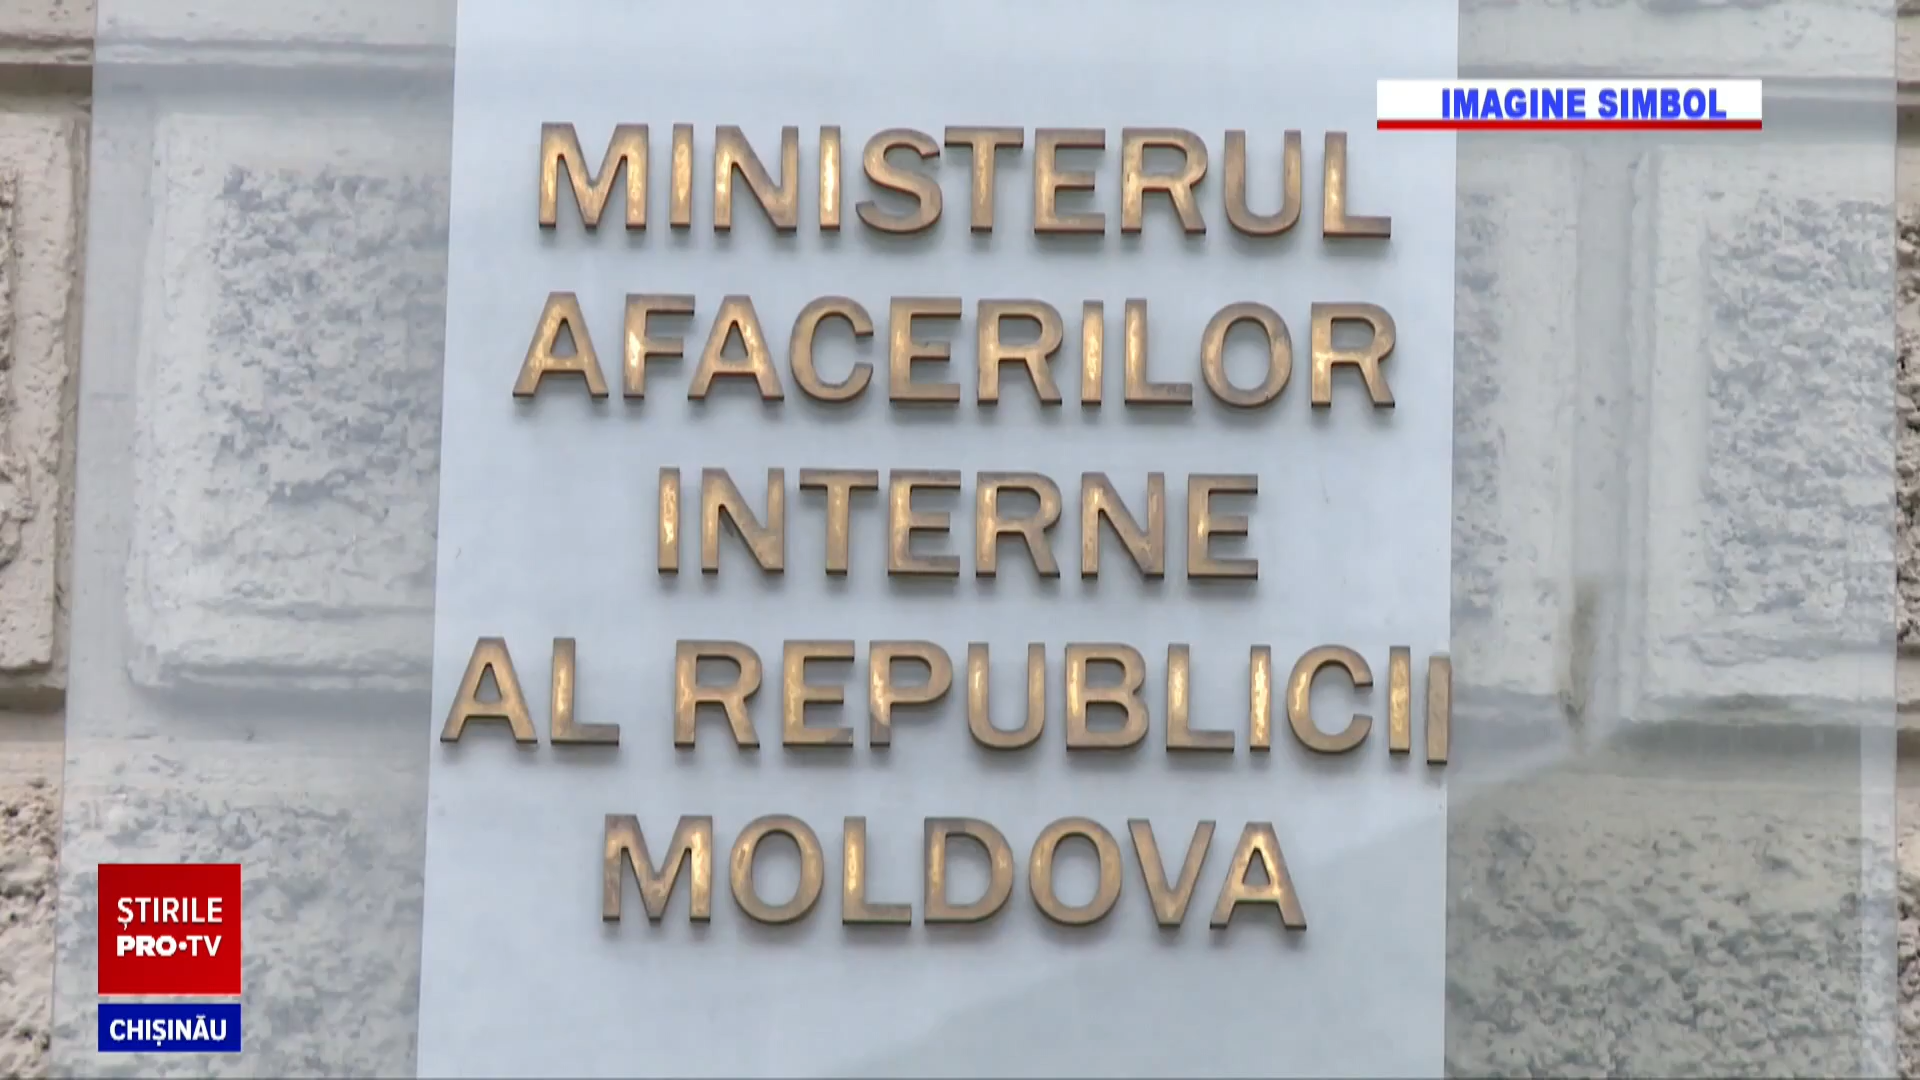 IMAGINE SIMBOL
MINISTERUL
AFACERILOR
INTERNE
AL REPUBLICII
MOLDOVA
ȘTIRILE
PRO•TV
CHIȘINĂU